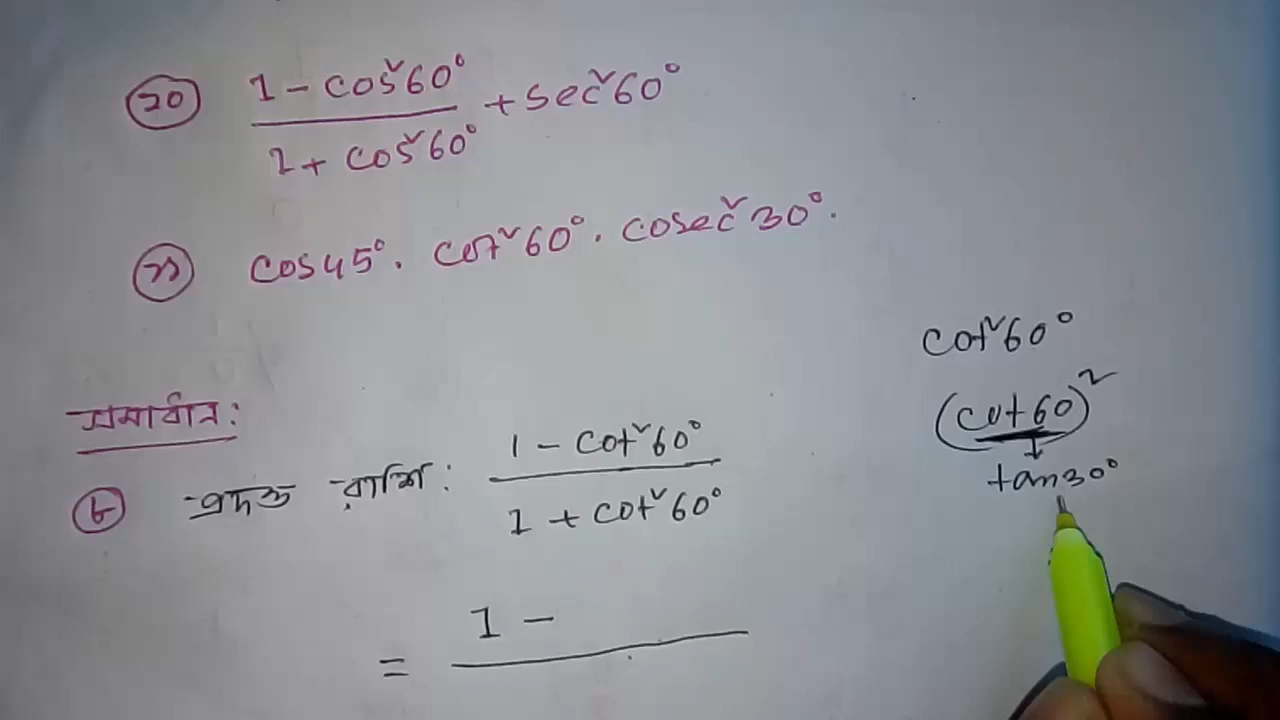 ১০ 1 - cos²60° / 1 + cos²60° + sec²60°
১১ cos45°. cot²60°. cosec²30°.
সমাধান:
৮ প্রদত্ত রাশি: 1 - cot²60° / 1 + cot²60°
= 1 -
cot²60°
(cot60)²
↓
tan30°